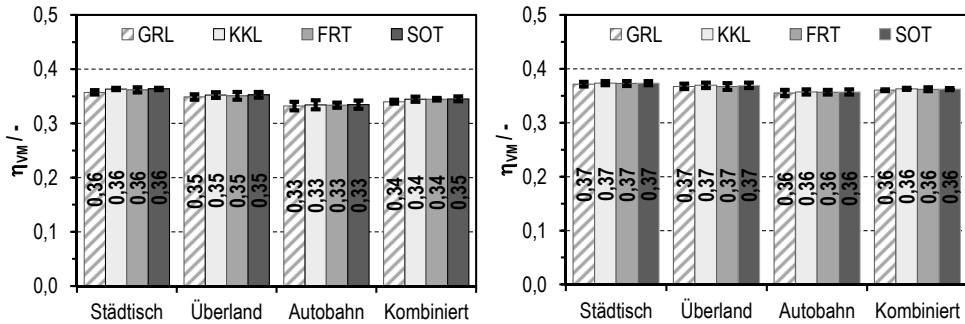 0,5
GRL KKL FRT SOT
0,4
0,3
0,2
0,1
0,0
ηVM / -
0,36 0,36 0,36 0,36
0,35 0,35 0,35 0,35
0,33 0,33 0,33 0,33
0,34 0,34 0,34 0,35
Städtisch Überland Autobahn Kombiniert
0,5
GRL KKL FRT SOT
0,4
0,3
0,2
0,1
0,0
ηVM / -
0,37 0,37 0,37 0,37
0,37 0,37 0,37 0,37
0,36 0,36 0,36 0,36
0,36 0,36 0,36 0,36
Städtisch Überland Autobahn Kombiniert